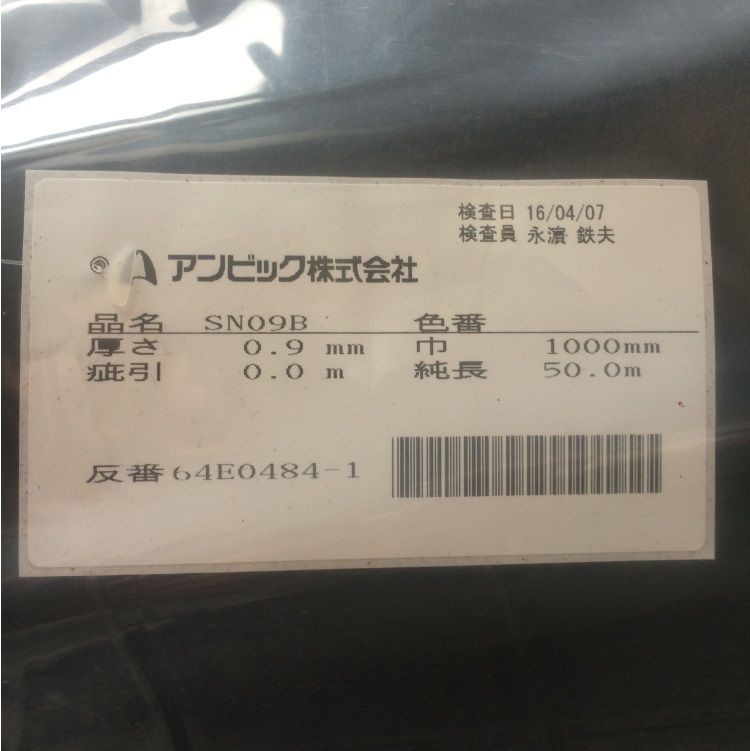 検査日 16/04/07
検査員 永濵 鉄夫
アンビック株式会社
品名 SN09B 色番
厚さ 0.9 mm 巾 1000mm
疵引 0.0 m 純長 50.0m
反番 64E0484-1